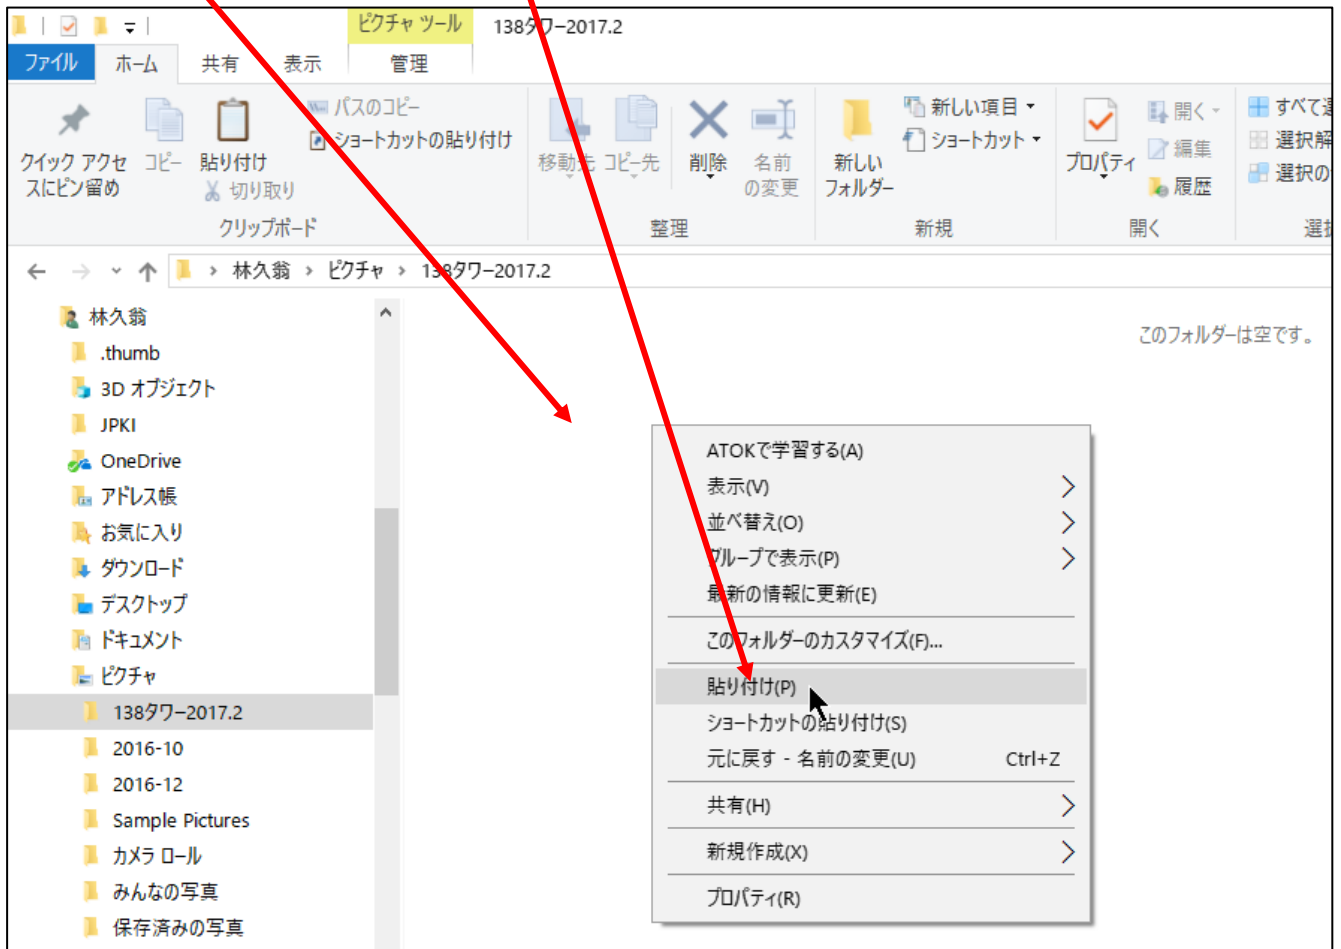 ピクチャ ツール 138タワー2017.2
ファイル ホーム 共有 表示 管理
パスのコピー
ショートカットの貼り付け
クイック アクセ
スにピン留め
コピー
貼り付け
切り取り
クリップボード
移動先 コピー先 削除 名前
の変更
整理
新しい
フォルダー
新しい項目
ショートカット
新規
プロパティ
開く
編集
履歴
開く
すべて選
選択解
選択の
選択
林久翁 › ピクチャ › 138タワー2017.2
林久翁
.thumb
3D オブジェクト
JPKI
OneDrive
アドレス帳
お気に入り
ダウンロード
デスクトップ
ドキュメント
ピクチャ
138タワー2017.2
2016-10
2016-12
Sample Pictures
カメラ ロール
みんなの写真
保存済みの写真
このフォルダーは空です。
ATOKで学習する(A)
表示(V)
並べ替え(O)
グループで表示(P)
最新の情報に更新(E)
このフォルダーのカスタマイズ(F)...
貼り付け(P)
ショートカットの貼り付け(S)
元に戻す - 名前の変更(U) Ctrl+Z
共有(H)
新規作成(X)
プロパティ(R)